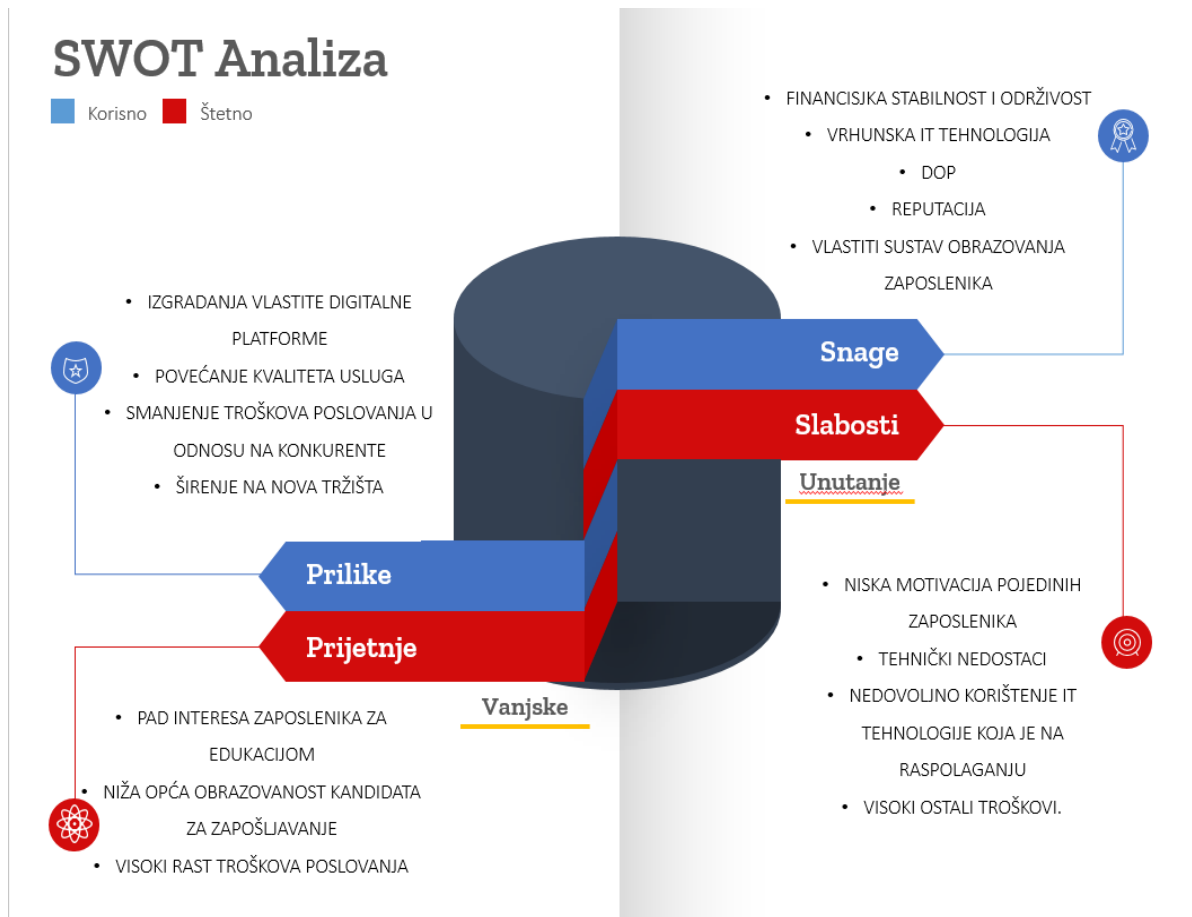 SWOT Analiza
Korisno Štetno
• FINANCISJKA STABILNOST I ODRŽIVOST
• VRHUNSKA IT TEHNOLOGIJA
• DOP
• REPUTACIJA
• VLASTITI SUSTAV OBRAZOVANJA
ZAPOSLENIKA
Snage
Slabosti
Unutanje
• NISKA MOTIVACIJA POJEDINIH
ZAPOSLENIKA
• TEHNIČKI NEDOSTACI
• NEDOVOLJNO KORIŠTENJE IT
TEHNOLOGIJE KOJA JE NA
RASPOLAGANJU
• VISOKI OSTALI TROŠKOVI.
• IZGRADANJA VLASTITE DIGITALNE
PLATFORME
• POVEĆANJE KVALITETA USLUGA
• SMANJENJE TROŠKOVA POSLOVANJA U
ODNOSU NA KONKURENTE
• ŠIRENJE NA NOVA TRŽIŠTA
Prilike
Prijetnje
Vanjske
• PAD INTERESA ZAPOSLENIKA ZA
EDUKACIJOM
• NIŽA OPĆA OBRAZOVANOST KANDIDATA
ZA ZAPOŠLJAVANJE
• VISOKI RAST TROŠKOVA POSLOVANJA